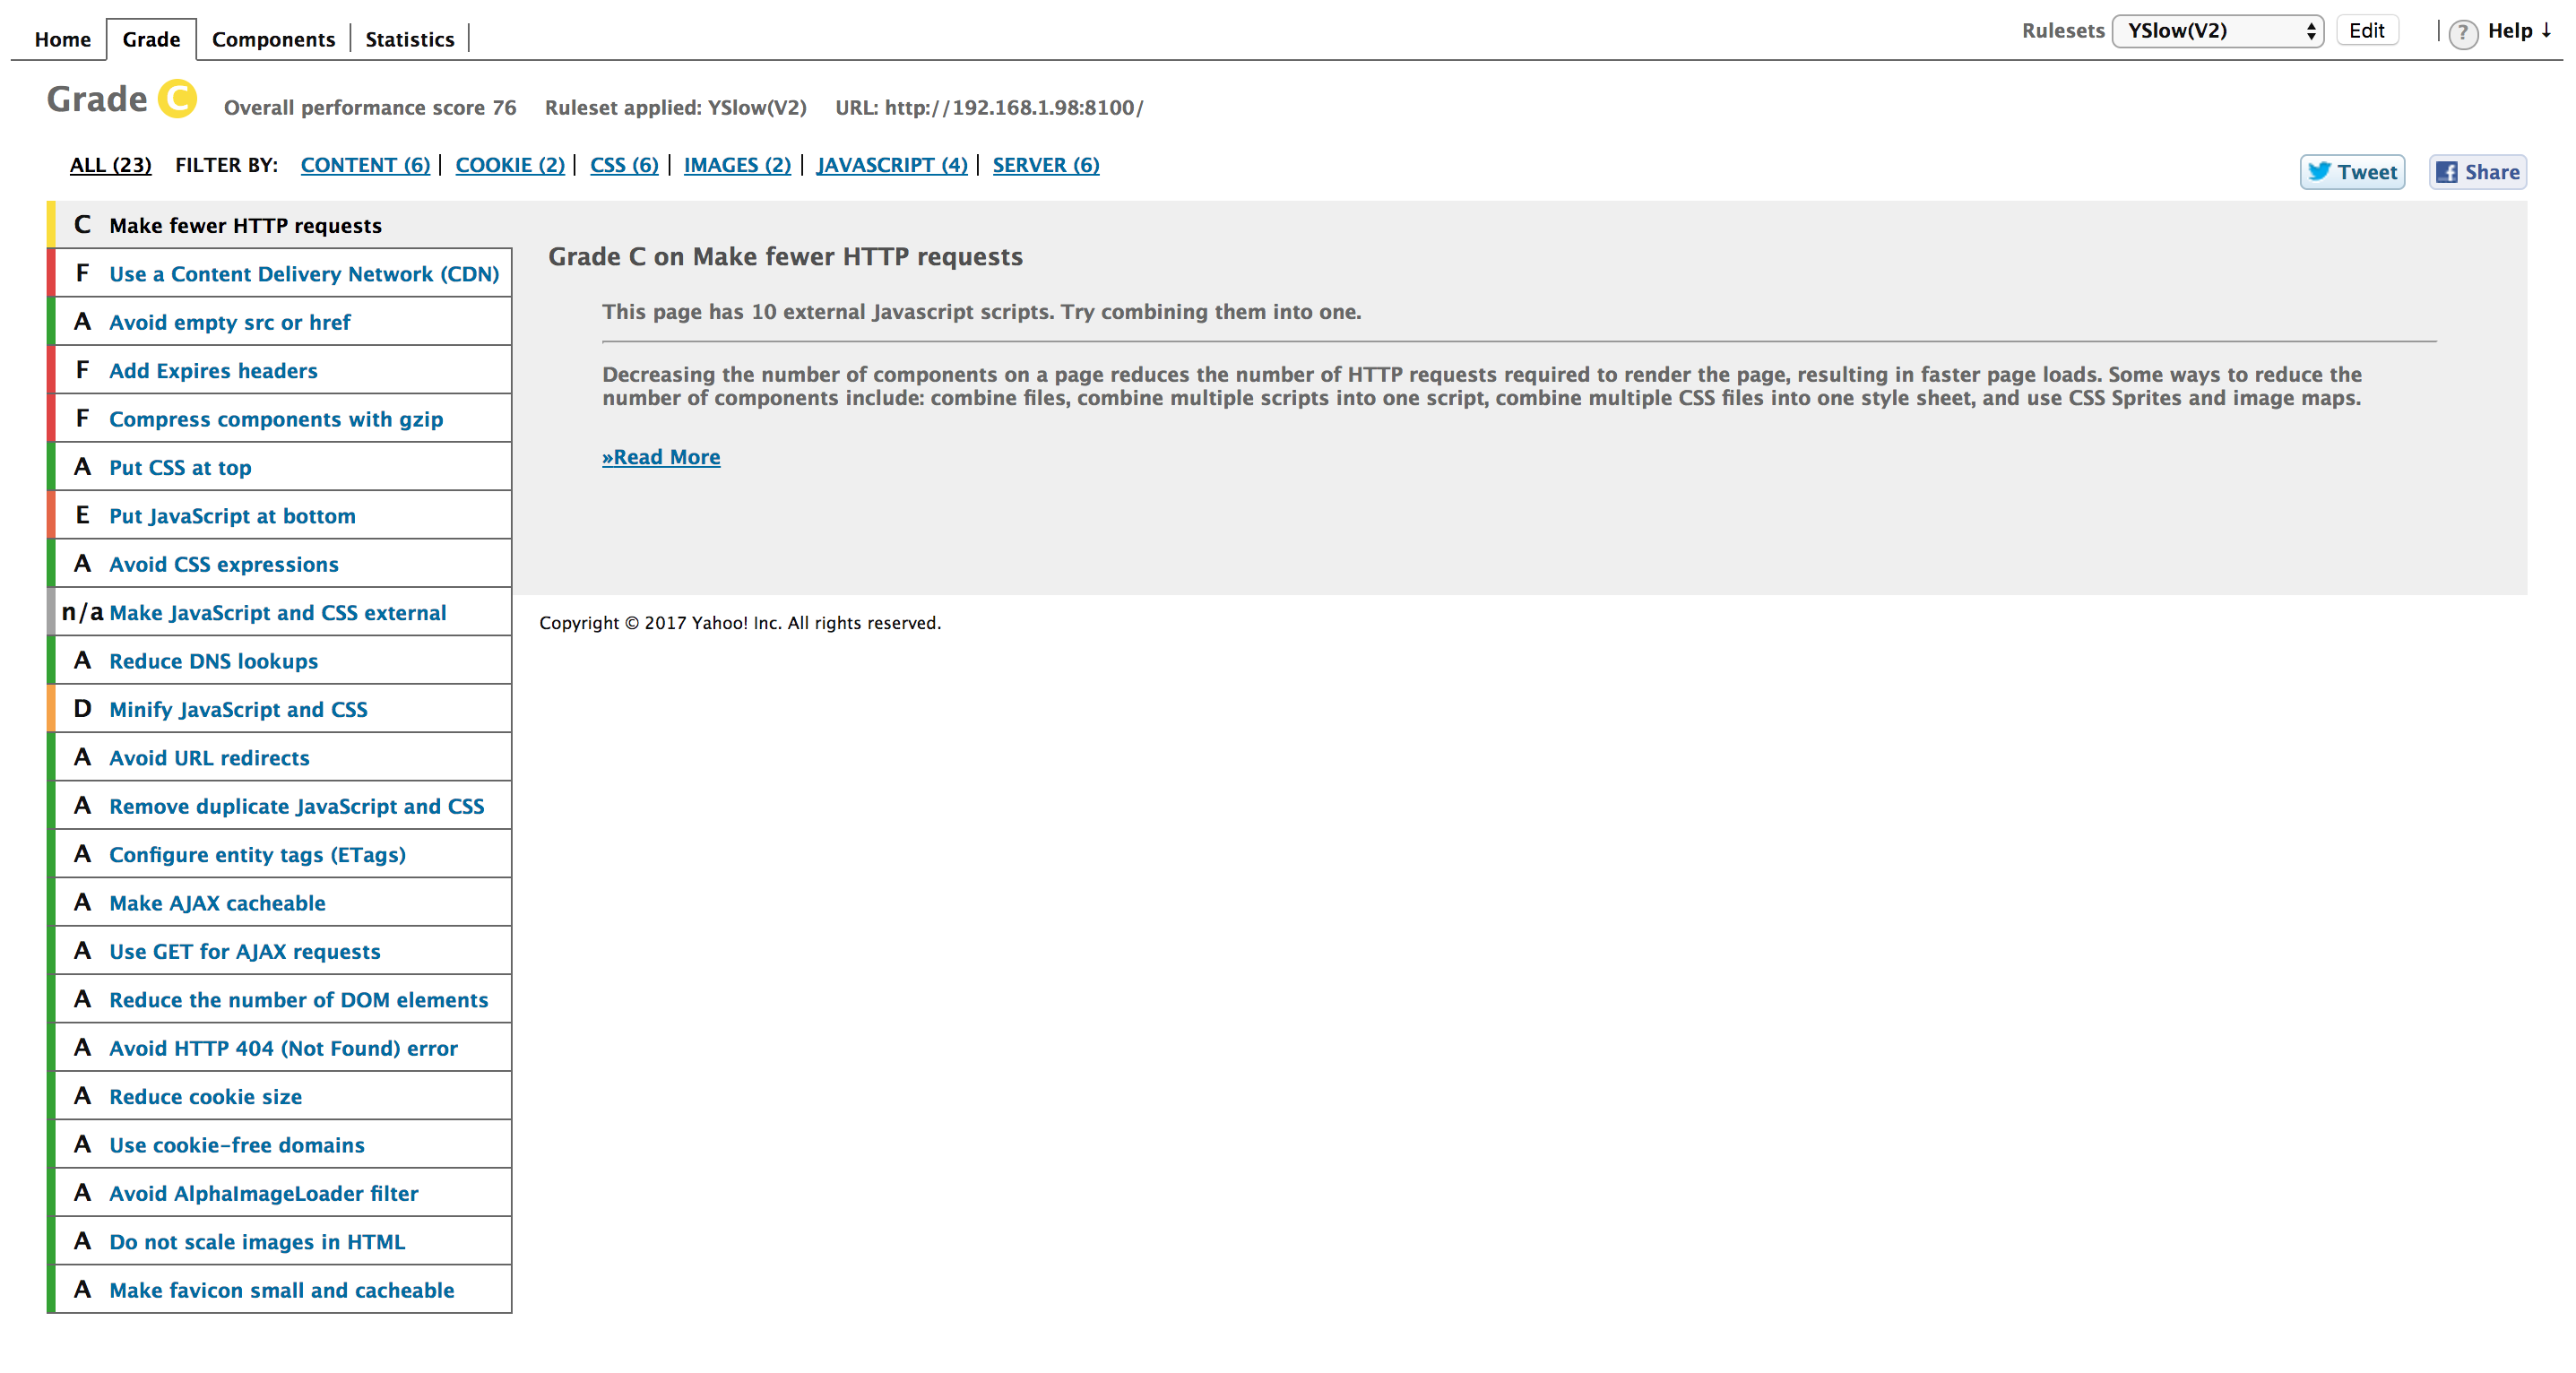 Home Grade Components Statistics Rulesets YSlow(V2) Edit ? Help ↓
Grade C Overall performance score 76 Ruleset applied: YSlow(V2) URL: http://192.168.1.98:8100/
ALL (23) FILTER BY: CONTENT (6) | COOKIE (2) | CSS (6) | IMAGES (2) | JAVASCRIPT (4) | SERVER (6)
Tweet Share
C Make fewer HTTP requests
F Use a Content Delivery Network (CDN)
A Avoid empty src or href
F Add Expires headers
F Compress components with gzip
A Put CSS at top
E Put JavaScript at bottom
A Avoid CSS expressions
n/a Make JavaScript and CSS external
A Reduce DNS lookups
D Minify JavaScript and CSS
A Avoid URL redirects
A Remove duplicate JavaScript and CSS
A Configure entity tags (ETags)
A Make AJAX cacheable
A Use GET for AJAX requests
A Reduce the number of DOM elements
A Avoid HTTP 404 (Not Found) error
A Reduce cookie size
A Use cookie-free domains
A Avoid AlphaImageLoader filter
A Do not scale images in HTML
A Make favicon small and cacheable
Grade C on Make fewer HTTP requests
This page has 10 external Javascript scripts. Try combining them into one.
Decreasing the number of components on a page reduces the number of HTTP requests required to render the page, resulting in faster page loads. Some ways to reduce the
number of components include: combine files, combine multiple scripts into one script, combine multiple CSS files into one style sheet, and use CSS Sprites and image maps.
»Read More
Copyright © 2017 Yahoo! Inc. All rights reserved.